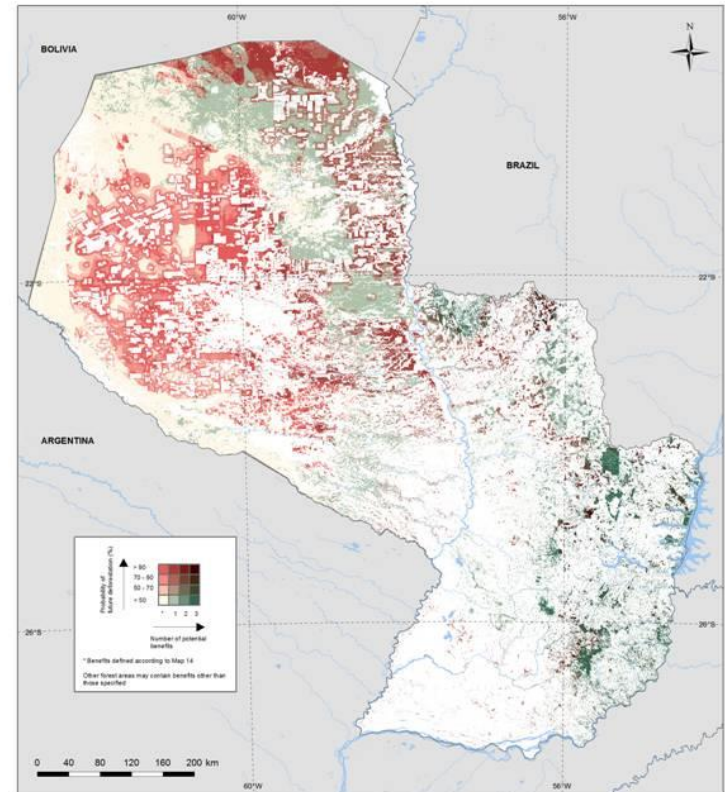 60°W
56°W
BOLIVIA
N
BRAZIL
22°S
22°S
ARGENTINA
Probability of
future deforestation (%)
> 90
70 - 90
50 - 70
< 50
* 1 2 3
Number of potential
benefits
* Benefits defined according to Map 14
Other forest areas may contain benefits other than
those specified
26°S
26°S
0 40 80 120 160 200 km
60°W
56°W